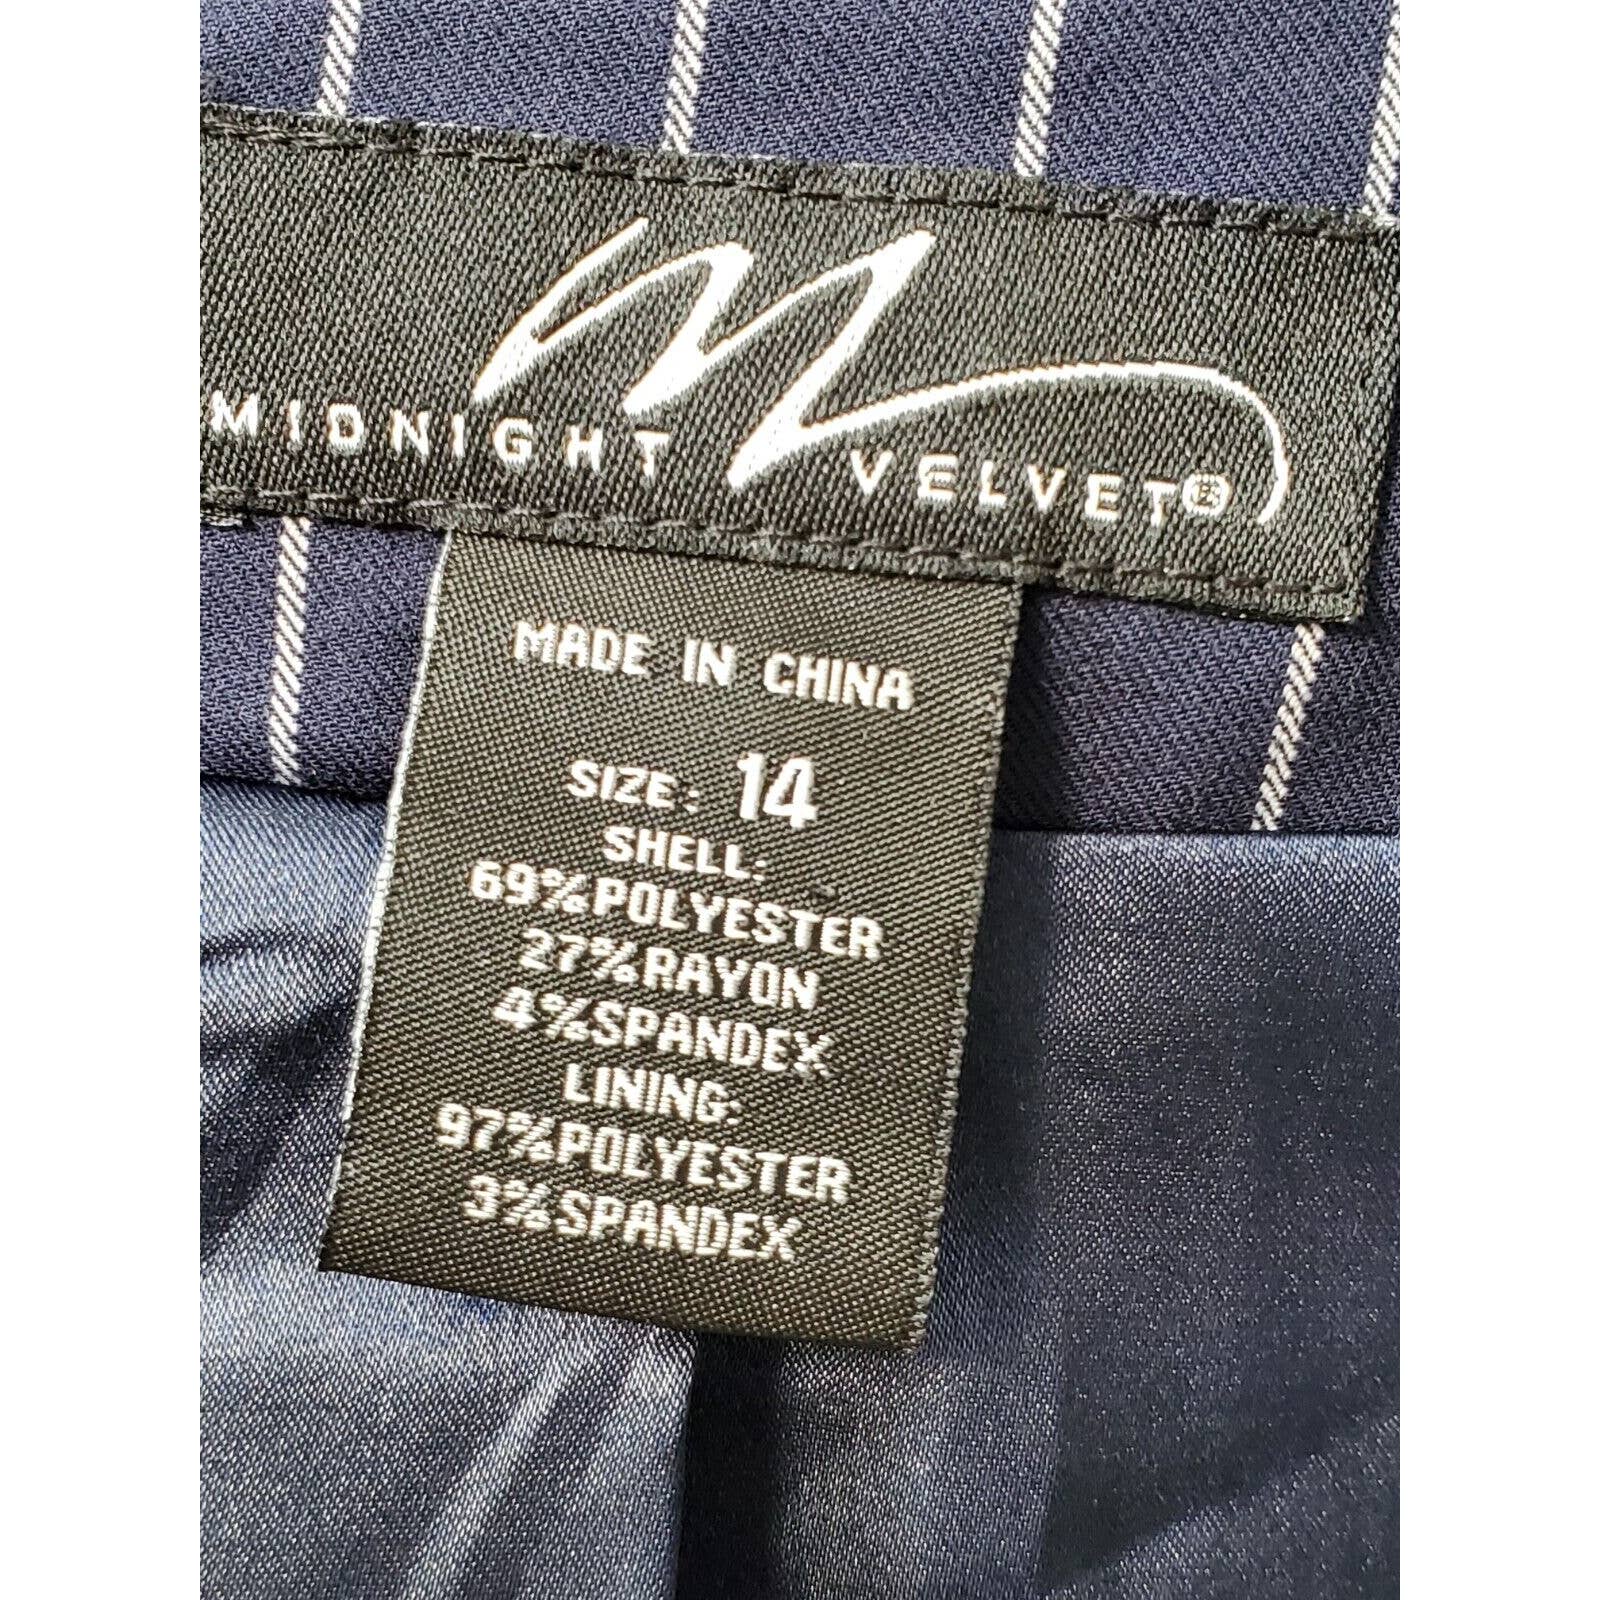 MIDNIGHT VELVET®
MADE IN CHINA
SIZE: 14
SHELL:
69%POLYESTER
27%RAYON
4%SPANDEX
LINING:
97%POLYESTER
3%SPANDEX